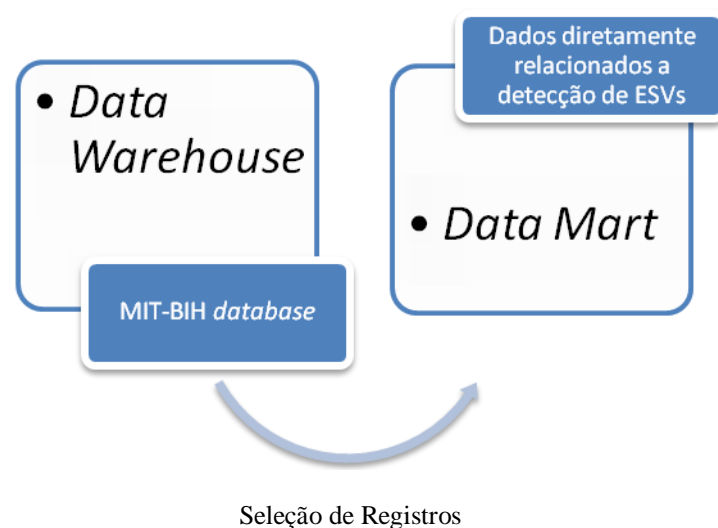 • Data
Warehouse
MIT-BIH database
Dados diretamente
relacionados a
detecção de ESVs
• Data Mart
Seleção de Registros